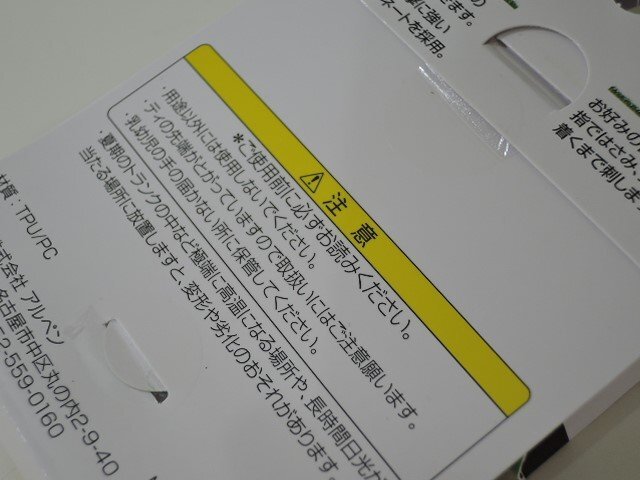 きます。
撃に強い
ネートを採用。
お好みの
指ではさみ、
着くまで刺しま
⚠注意
*ご使用前に必ずお読みください。
・用途以外には使用しないでください。
・ティの先端がとがっていますので取扱いにはご注意願います。
・乳幼児の手の届かない所に保管してください。
・夏期のトランクの中など極端に高温になる場所や、長時間日光が
当たる場所に放置しますと、変形や劣化のおそれがあります。
材質：TPU/PC
株式会社 アルペン
名古屋市中区丸の内2-9-40
2-559-0160